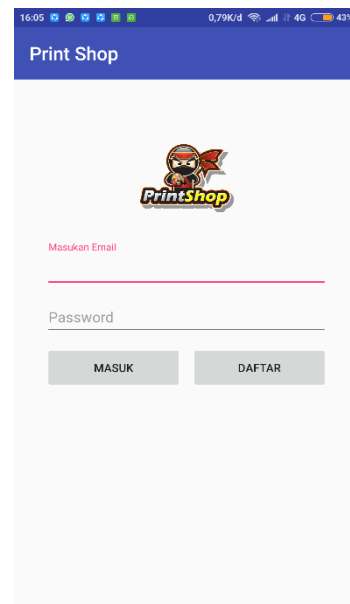 16:05 0,79K/d 4G 43%
Print Shop
PrintShop
Masukan Email
Password
MASUK DAFTAR